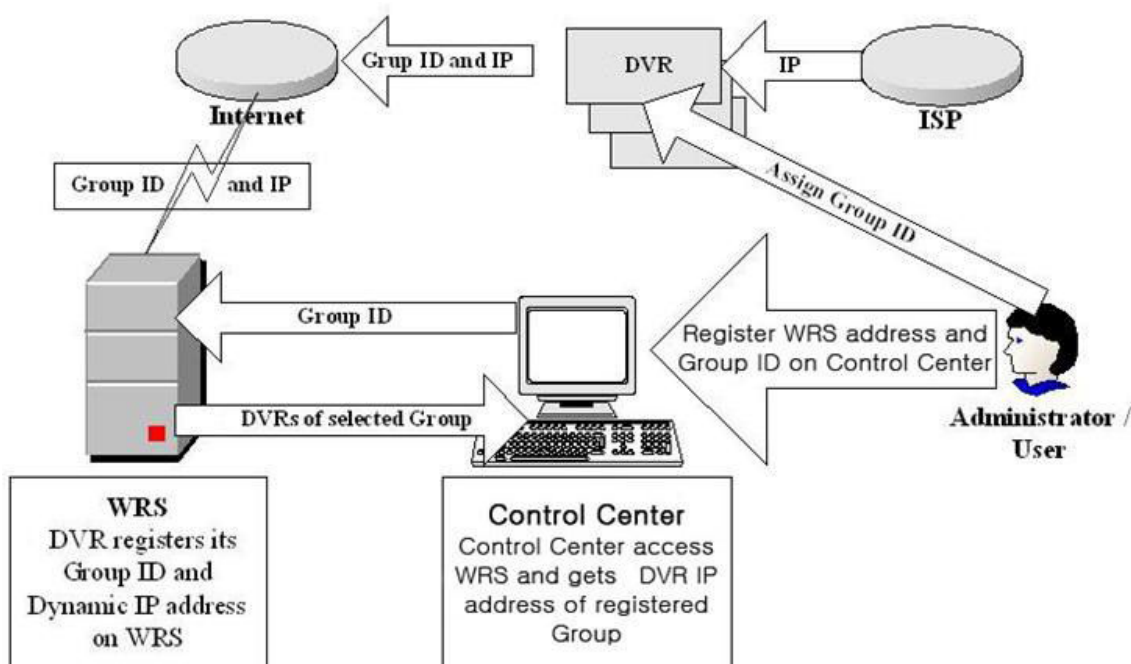 Grup ID and IP
DVR
IP
Internet
ISP
Group ID and IP
Assign Group ID
Group ID
Register WRS address and
Group ID on Control Center
DVRs of selected Group
Administrator /
User
WRS
DVR registers its
Group ID and
Dynamic IP address
on WRS
Control Center
Control Center access
WRS and gets DVR IP
address of registered
Group